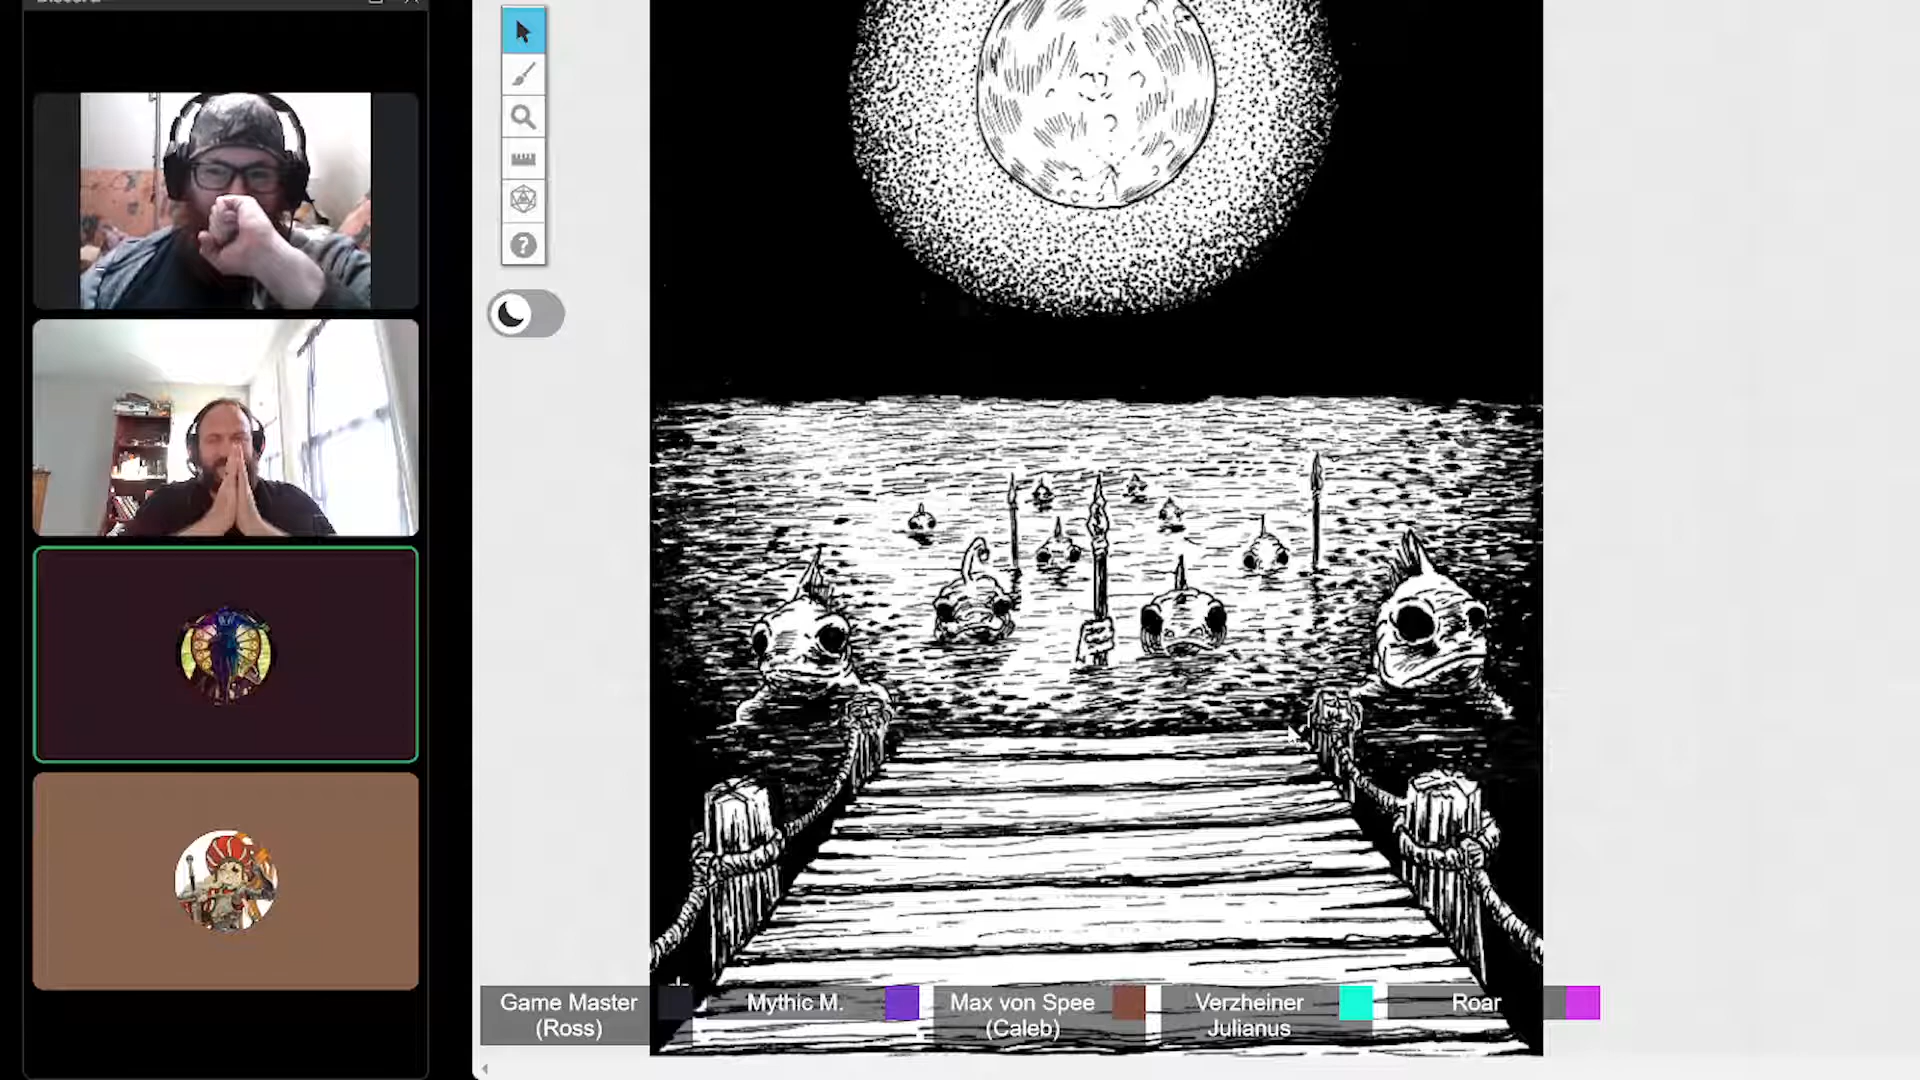 Game Master
(Ross)
Mythic M.
Max von Spee
(Caleb)
Verzheiner
Julianus
Roar